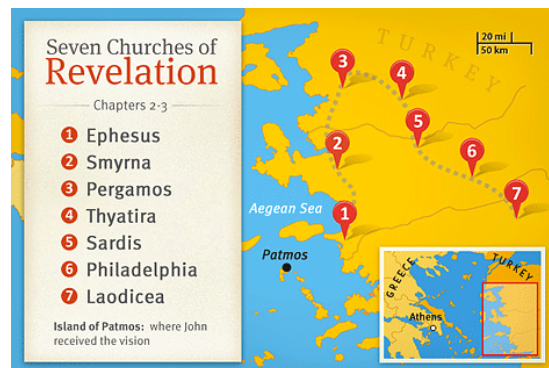 Seven Churches of
Revelation
Chapters 2-3
1 Ephesus
2 Smyrna
3 Pergamos
4 Thyatira
5 Sardis
6 Philadelphia
7 Laodicea
Island of Patmos: where John
received the vision
TURKEY
20 mi
50 km
3
4
5
2
6
7
1
Aegean Sea
Patmos
GREECE
TURKEY
Athens